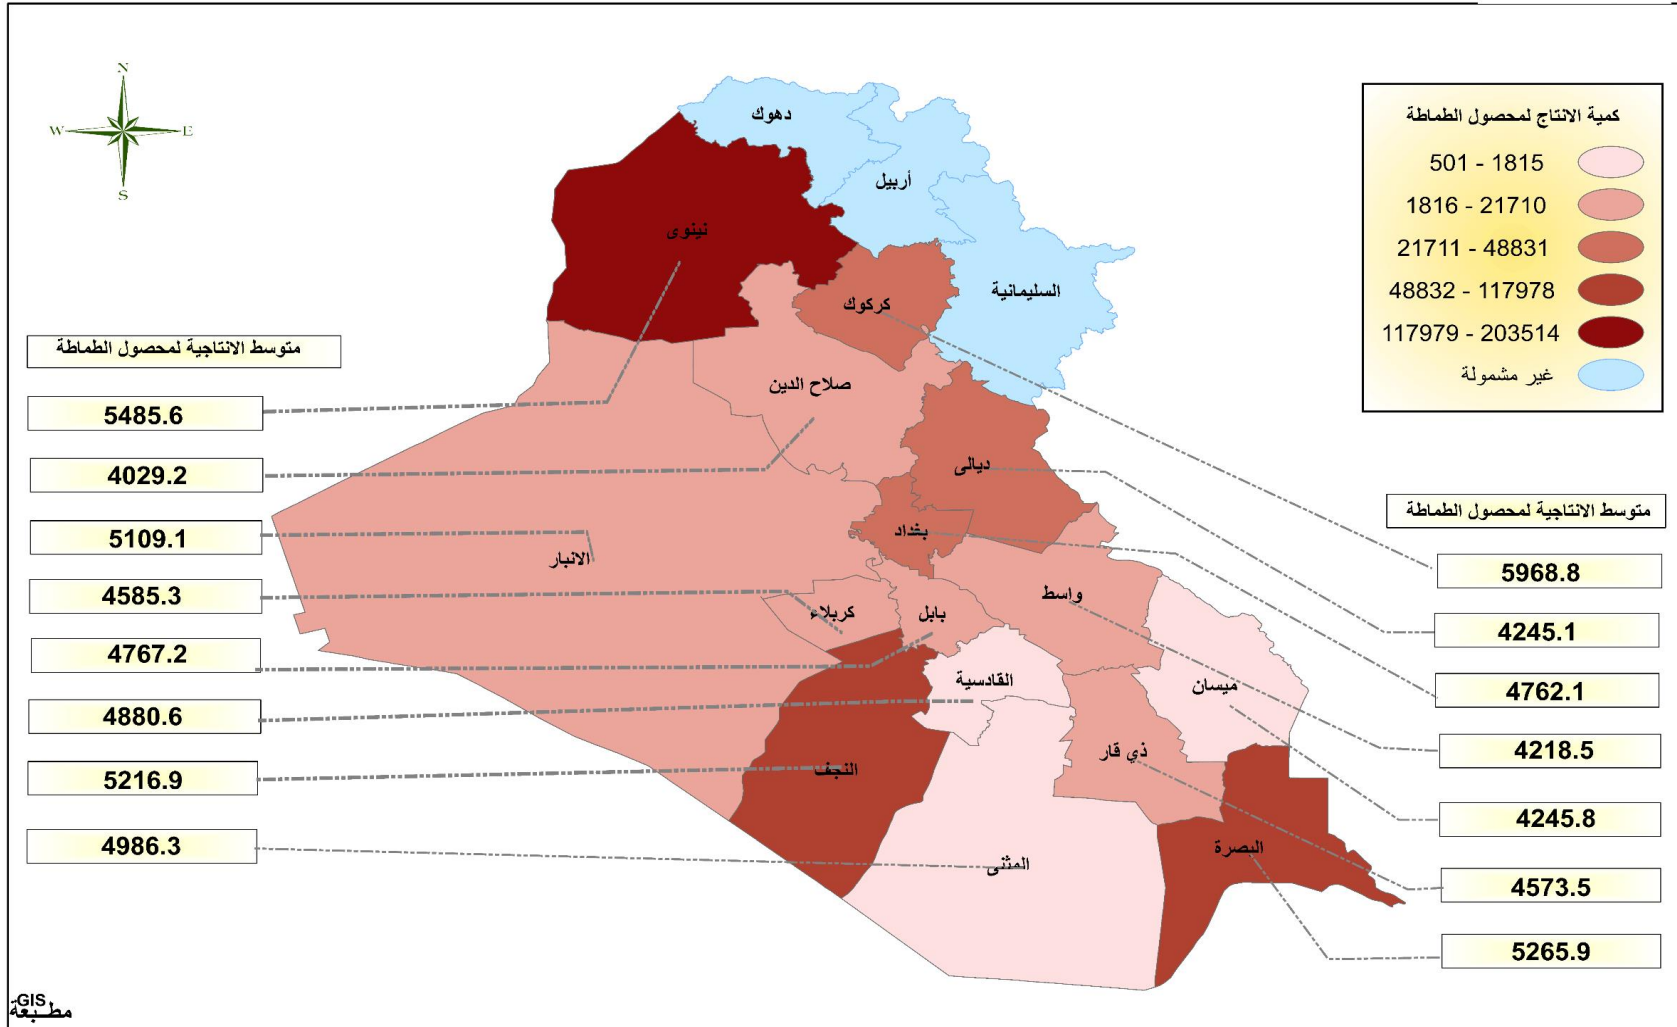 N
W E
S
كمية الانتاج لمحصول الطماطة
501 - 1815
1816 - 21710
21711 - 48831
48832 - 117978
117979 - 203514
غير مشمولة
دهوك
أربيل
نينوى
السليمانية
كركوك
صلاح الدين
ديالى
بغداد
الانبار
واسط
كربلاء
بابل
القادسية
ميسان
ذي قار
النجف
البصرة
المثنى
متوسط الانتاجية لمحصول الطماطة
5485.6
4029.2
5109.1
4585.3
4767.2
4880.6
5216.9
4986.3
متوسط الانتاجية لمحصول الطماطة
5968.8
4245.1
4762.1
4218.5
4245.8
4573.5
5265.9
GIS
مطبعة